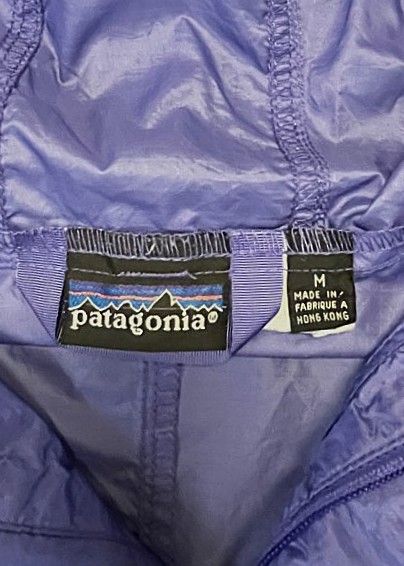 patagonia®
M
MADE IN/
FABRIQUE A
HONG KONG